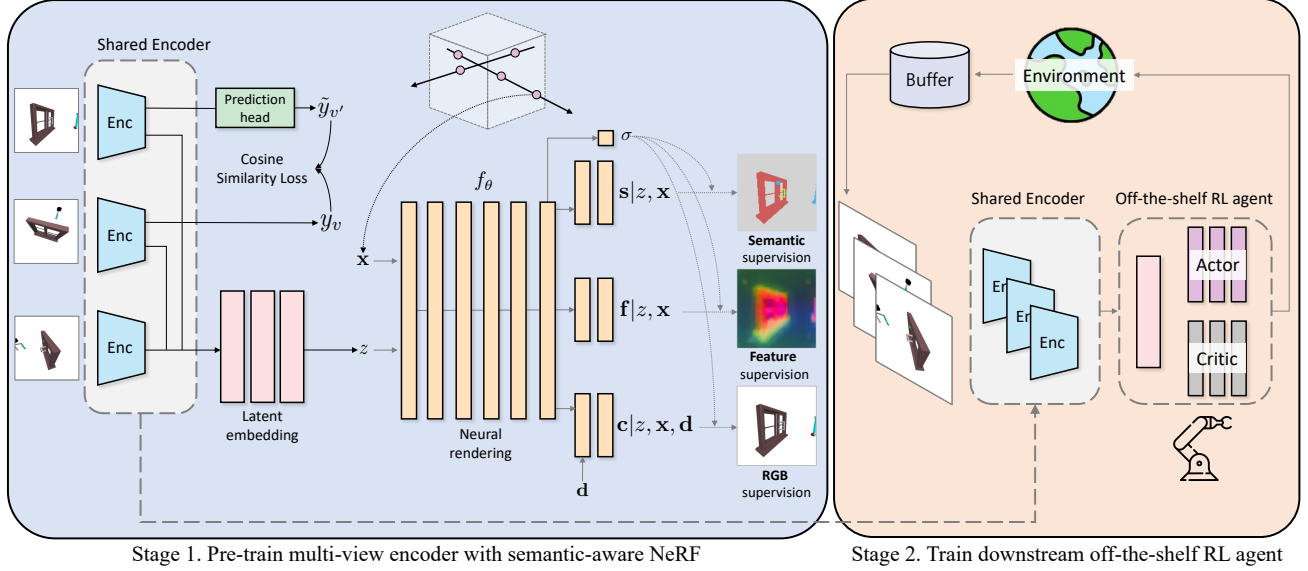 Shared Encoder
Enc
Prediction
head
ỹ_v′
Cosine
Similarity Loss
Enc
y_v
Enc
Latent
embedding
x
z
f_θ
Neural
rendering
σ
s|z, x
f|z, x
c|z, x, d
d
Semantic
supervision
Feature
supervision
RGB
supervision
Stage 1. Pre-train multi-view encoder with semantic-aware NeRF
Buffer
Environment
Shared Encoder
Enc
Off-the-shelf RL agent
Actor
Critic
Stage 2. Train downstream off-the-shelf RL agent